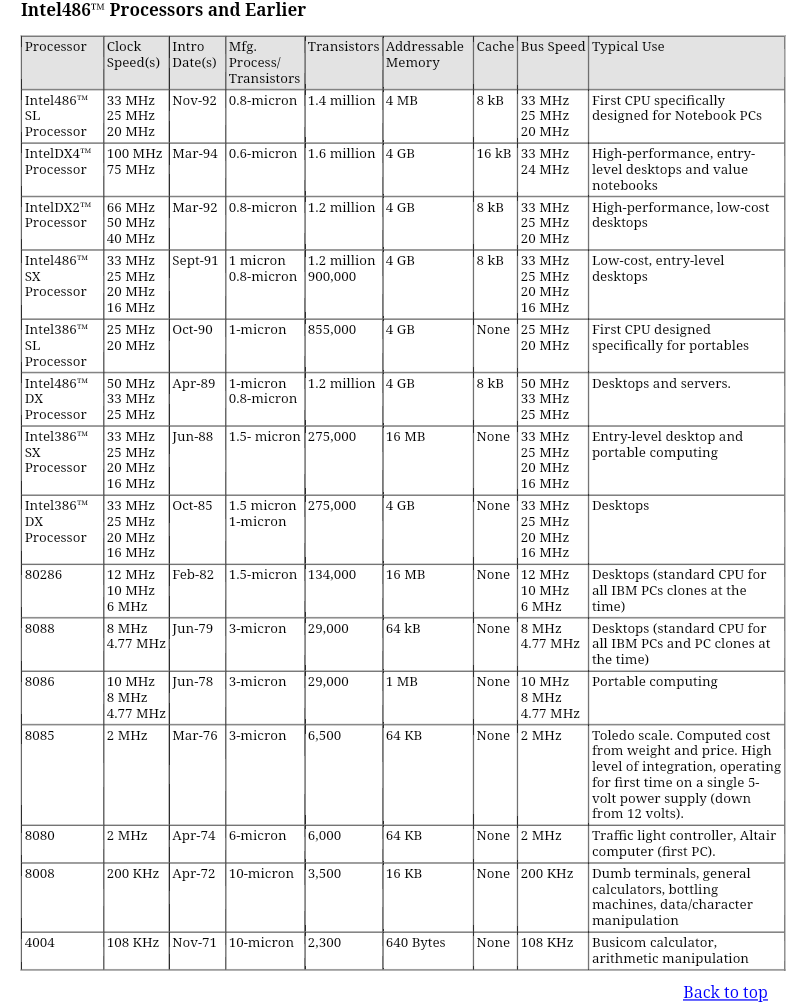 Intel486™ Processors and Earlier
Processor Clock Speed(s) Intro Date(s) Mfg. Process/ Transistors Transistors Addressable Memory Cache Bus Speed Typical Use
Intel486™ SL Processor 33 MHz 25 MHz 20 MHz Nov-92 0.8-micron 1.4 million 4 MB 8 kB 33 MHz 25 MHz 20 MHz First CPU specifically designed for Notebook PCs
IntelDX4™ Processor 100 MHz 75 MHz Mar-94 0.6-micron 1.6 million 4 GB 16 kB 33 MHz 24 MHz High-performance, entry-level desktops and value notebooks
IntelDX2™ Processor 66 MHz 50 MHz 40 MHz Mar-92 0.8-micron 1.2 million 4 GB 8 kB 33 MHz 25 MHz 20 MHz High-performance, low-cost desktops
Intel486™ SX Processor 33 MHz 25 MHz 20 MHz 16 MHz Sept-91 1 micron 0.8-micron 1.2 million 900,000 4 GB 8 kB 33 MHz 25 MHz 20 MHz 16 MHz Low-cost, entry-level desktops
Intel386™ SL Processor 25 MHz 20 MHz Oct-90 1-micron 855,000 4 GB None 25 MHz 20 MHz First CPU designed specifically for portables
Intel486™ DX Processor 50 MHz 33 MHz 25 MHz Apr-89 1-micron 0.8-micron 1.2 million 4 GB 8 kB 50 MHz 33 MHz 25 MHz Desktops and servers.
Intel386™ SX Processor 33 MHz 25 MHz 20 MHz 16 MHz Jun-88 1.5- micron 275,000 16 MB None 33 MHz 25 MHz 20 MHz 16 MHz Entry-level desktop and portable computing
Intel386™ DX Processor 33 MHz 25 MHz 20 MHz 16 MHz Oct-85 1.5 micron 1-micron 275,000 4 GB None 33 MHz 25 MHz 20 MHz 16 MHz Desktops
80286 12 MHz 10 MHz 6 MHz Feb-82 1.5-micron 134,000 16 MB None 12 MHz 10 MHz 6 MHz Desktops (standard CPU for all IBM PCs clones at the time)
8088 8 MHz 4.77 MHz Jun-79 3-micron 29,000 64 kB None 8 MHz 4.77 MHz Desktops (standard CPU for all IBM PCs and PC clones at the time)
8086 10 MHz 8 MHz 4.77 MHz Jun-78 3-micron 29,000 1 MB None 10 MHz 8 MHz 4.77 MHz Portable computing
8085 2 MHz Mar-76 3-micron 6,500 64 KB None 2 MHz Toledo scale. Computed cost from weight and price. High level of integration, operating for first time on a single 5-volt power supply (down from 12 volts).
8080 2 MHz Apr-74 6-micron 6,000 64 KB None 2 MHz Traffic light controller, Altair computer (first PC).
8008 200 KHz Apr-72 10-micron 3,500 16 KB None 200 KHz Dumb terminals, general calculators, bottling machines, data/character manipulation
4004 108 KHz Nov-71 10-micron 2,300 640 Bytes None 108 KHz Busicom calculator, arithmetic manipulation
Back to top